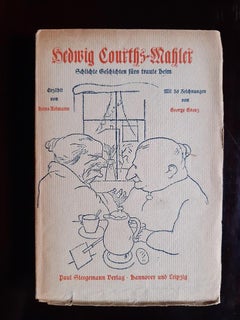 Hedwig Courths-Mahler
Schlichte Geschichten fürs traute Heim
Erzählt
von
Hans Reimann
Mit 30 Zeichnungen
von
George Grosz
Paul Steegemann Verlag · Hannover und Leipzig